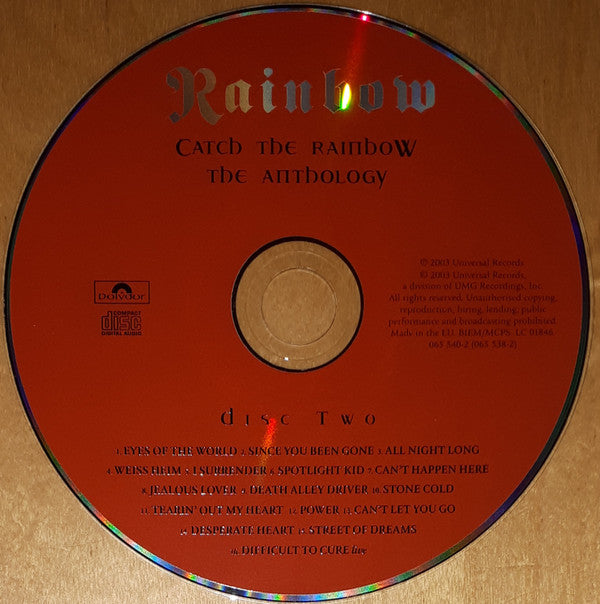 Rainbow
Catch the Rainbow
the Anthology
℗ 2003 Universal Records
© 2003 Universal Records,
a division of UMG Recordings, Inc.
All rights reserved. Unauthorised copying,
reproduction, hiring, lending, public
performance and broadcasting prohibited.
Made in the EU. BIEM/MCPS. LC 01846.
065 540-2 (065 538-2)
Polydor
COMPACT
disc
DIGITAL AUDIO
Disc Two
1. EYES OF THE WORLD 2. SINCE YOU BEEN GONE 3. ALL NIGHT LONG
4. WEISS HEIM 5. I SURRENDER 6. SPOTLIGHT KID 7. CAN'T HAPPEN HERE
8. JEALOUS LOVER 9. DEATH ALLEY DRIVER 10. STONE COLD
11. TEARIN' OUT MY HEART 12. POWER 13. CAN'T LET YOU GO
14. DESPERATE HEART 15. STREET OF DREAMS
16. DIFFICULT TO CURE live